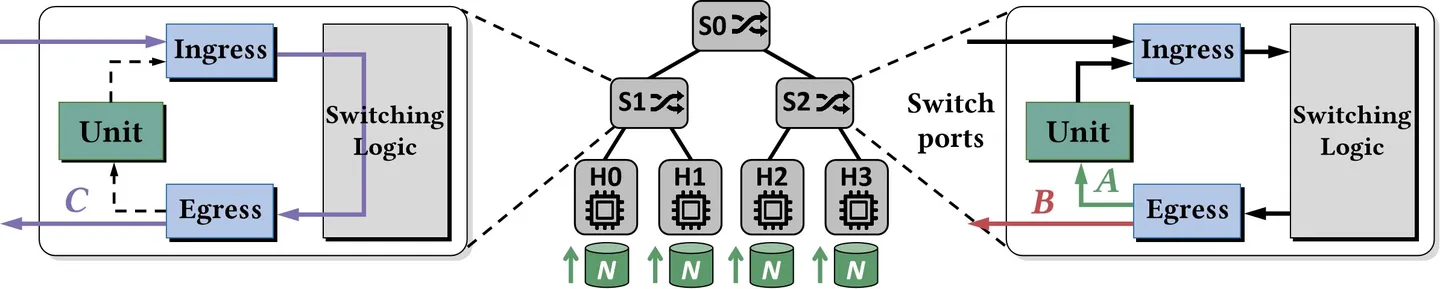 Ingress
Switching
Logic
Unit
C
Egress
S0
S1
S2
H0
H1
H2
H3
N
N
N
N
Switch
ports
Ingress
Switching
Logic
Unit
A
B
Egress